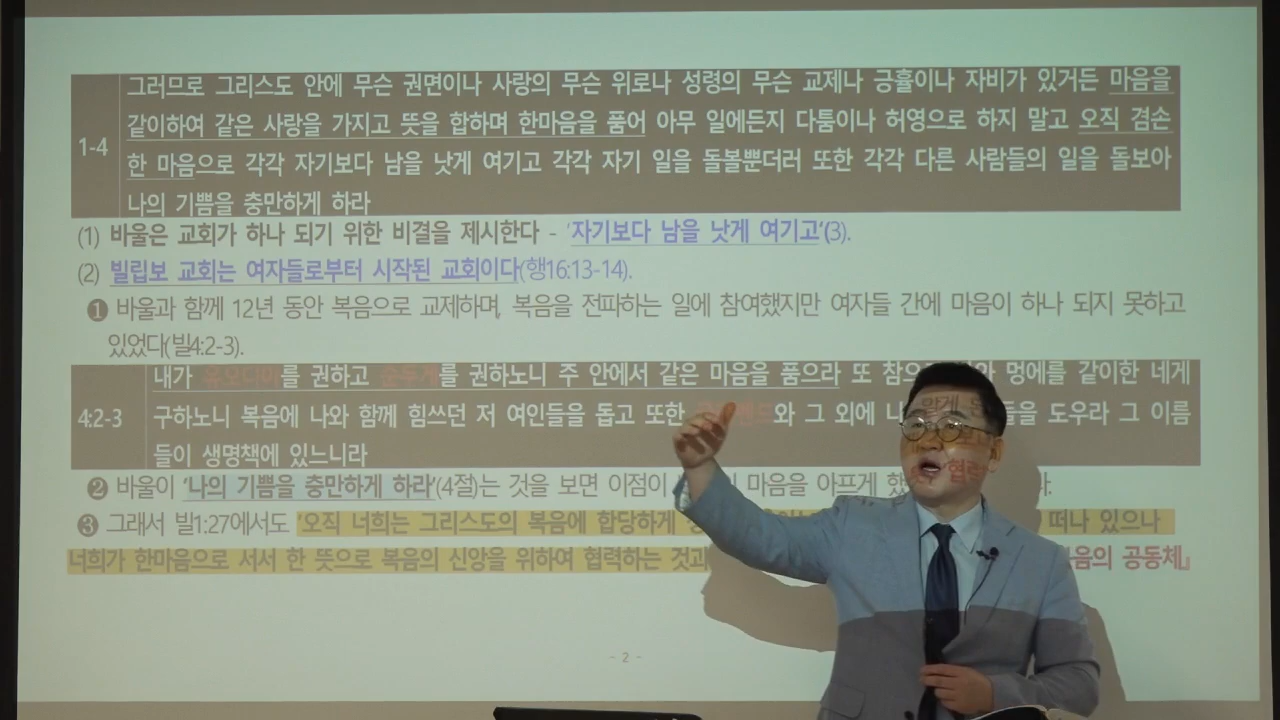 그러므로 그리스도 안에 무슨 권면이나 사랑의 무슨 위로나 성령의 무슨 교제나 긍휼이나 자비가 있거든 마음을
같이하여 같은 사랑을 가지고 뜻을 합하며 한마음을 품어 아무 일에든지 다툼이나 허영으로 하지 말고 오직 겸손
1-4
한 마음으로 각각 자기보다 남을 낫게 여기고 각각 자기 일을 돌볼뿐더러 또한 각각 다른 사람들의 일을 돌보아
나의 기쁨을 충만하게 하라
(1) 바울은 교회가 하나 되기 위한 비결을 제시한다 - '자기보다 남을 낫게 여기고'(3).
(2) 빌립보 교회는 여자들로부터 시작된 교회이다(행16:13-14).
❶ 바울과 함께 12년 동안 복음으로 교제하며, 복음을 전파하는 일에 참여했지만 여자들 간에 마음이 하나 되지 못하고
있었다(빌4:2-3).
내가 유오디아를 권하고 순두게를 권하노니 주 안에서 같은 마음을 품으라 또 멍에를 같이한 네게
4:2-3
구하노니 복음에 나와 함께 힘쓰던 저 여인들을 돕고 또한 와 그 외에 들을 도우라 그 이름
들이 생명책에 있느니라
❷ 바울이 '나의 기쁨을 충만하게 하라'(4절)는 것을 보면 이점이 마음을 아프게
❸ 그래서 빌1:27에서도 '오직 너희는 그리스도의 복음에 합당하게 떠나 있으나
너희가 한마음으로 서서 한 뜻으로 복음의 신앙을 위하여 협력하는 것과 공동체』
- 2 -